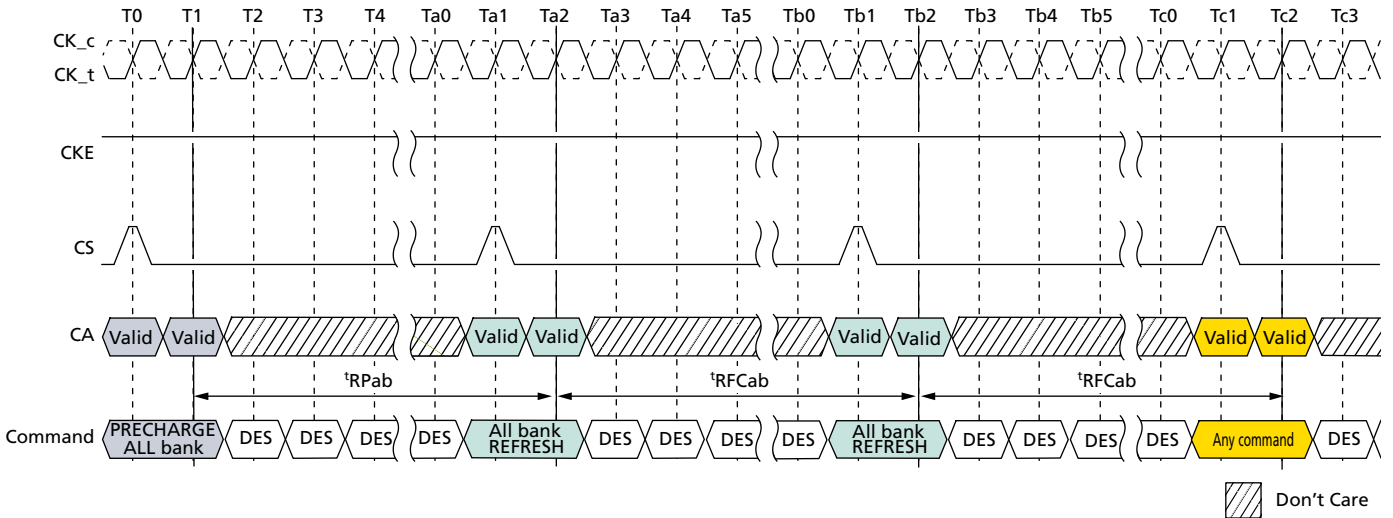 T0 T1 T2 T3 T4 Ta0 Ta1 Ta2 Ta3 Ta4 Ta5 Tb0 Tb1 Tb2 Tb3 Tb4 Tb5 Tc0 Tc1 Tc2 Tc3
CK_c
CK_t
CKE
CS
CA Valid Valid Valid Valid Valid Valid Valid Valid
tRPab tRFCab tRFCab
Command PRECHARGE ALL bank DES DES DES DES All bank REFRESH DES DES DES DES All bank REFRESH DES DES DES DES Any command DES
Don't Care